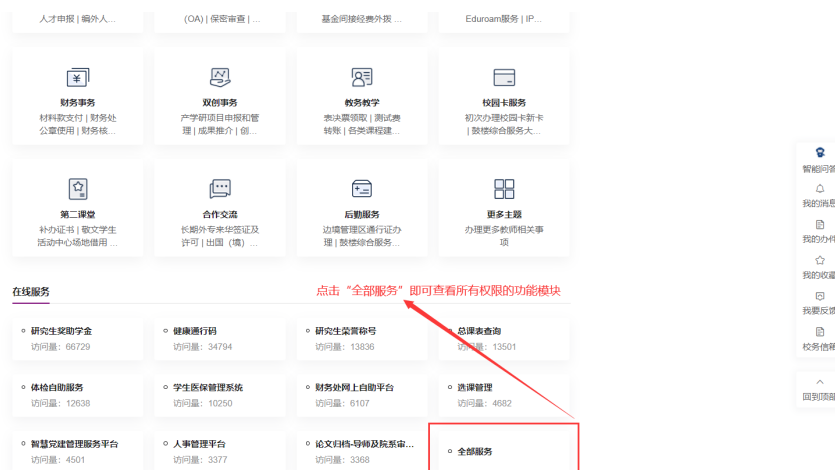 人才申报 | 编外人...
(OA) | 保密审查 | ...
基金间接经费外拨 ...
Eduroam服务 | IP...
财务事务
材料款支付 | 财务处
公章使用 | 财务核...
双创事务
产学研项目申报和管
理 | 成果推介 | 创...
教务教学
表决票领取 | 测试费
转账 | 各类课程建...
校园卡服务
初次办理校园卡新卡
| 鼓楼综合服务大...
第二课堂
补办证书 | 敬文学生
活动中心场地借用 ...
合作交流
长期外专来华签证及
许可 | 出国（境）...
后勤服务
边境管理区通行证办
理 | 鼓楼综合服务...
更多主题
办理更多教师相关事
项
在线服务
点击“全部服务”即可查看所有权限的功能模块
研究生奖助学金
访问量：66729
健康通行码
访问量：34794
研究生荣誉称号
访问量：13836
总课表查询
访问量：13501
体检自助服务
访问量：12638
学生医保管理系统
访问量：10250
财务处网上自助平台
访问量：6107
选课管理
访问量：4682
智慧党建管理服务平台
访问量：4501
人事管理平台
访问量：3377
论文归档-导师及院系审...
访问量：3368
全部服务
智能问答
我的消息
我的办件
我的收藏
我要反馈
校务信箱
回到顶部